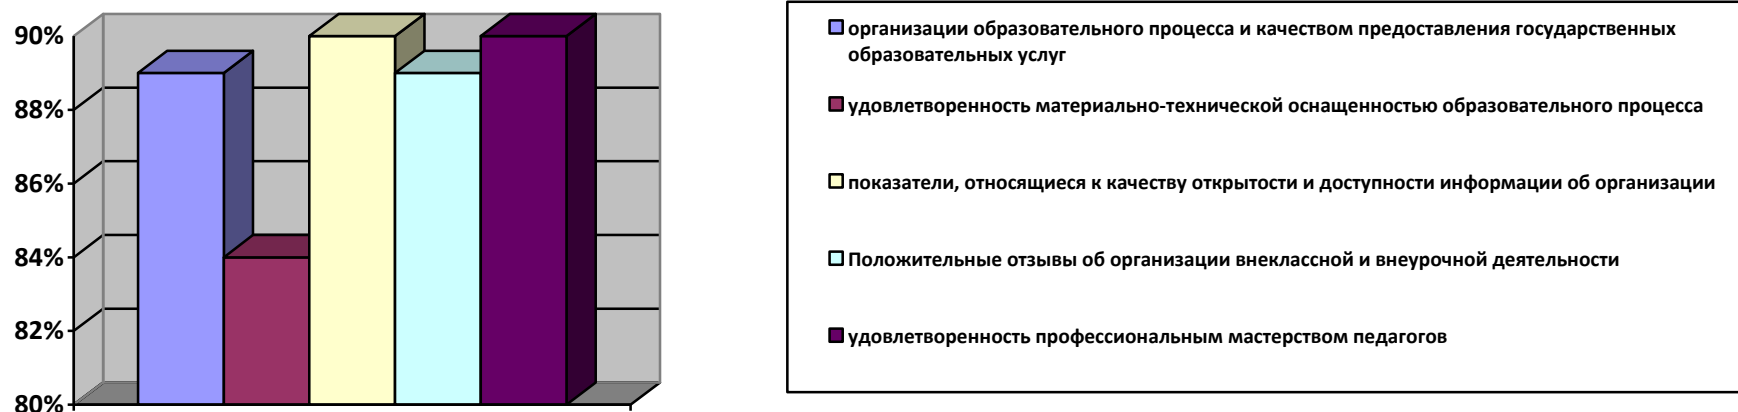 90%
88%
86%
84%
82%
80%
организации образовательного процесса и качеством предоставления государственных
образовательных услуг
удовлетворенность материально-технической оснащенностью образовательного процесса
показатели, относящиеся к качеству открытости и доступности информации об организации
Положительные отзывы об организации внеклассной и внеурочной деятельности
удовлетворенность профессиональным мастерством педагогов